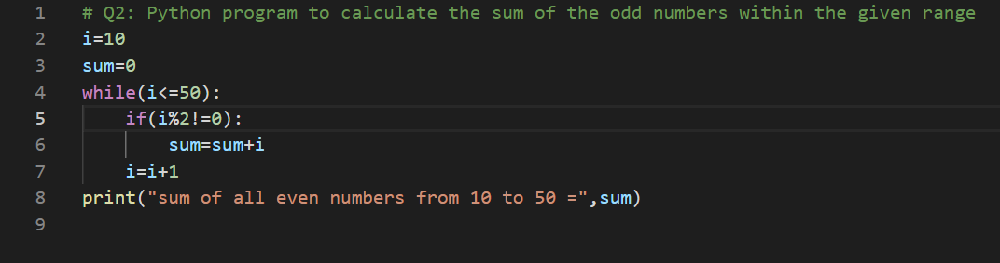 1 # Q2: Python program to calculate the sum of the odd numbers within the given range
2 i=10
3 sum=0
4 while(i<=50):
5     if(i%2!=0):
6         sum=sum+i
7     i=i+1
8 print("sum of all even numbers from 10 to 50 =",sum)
9